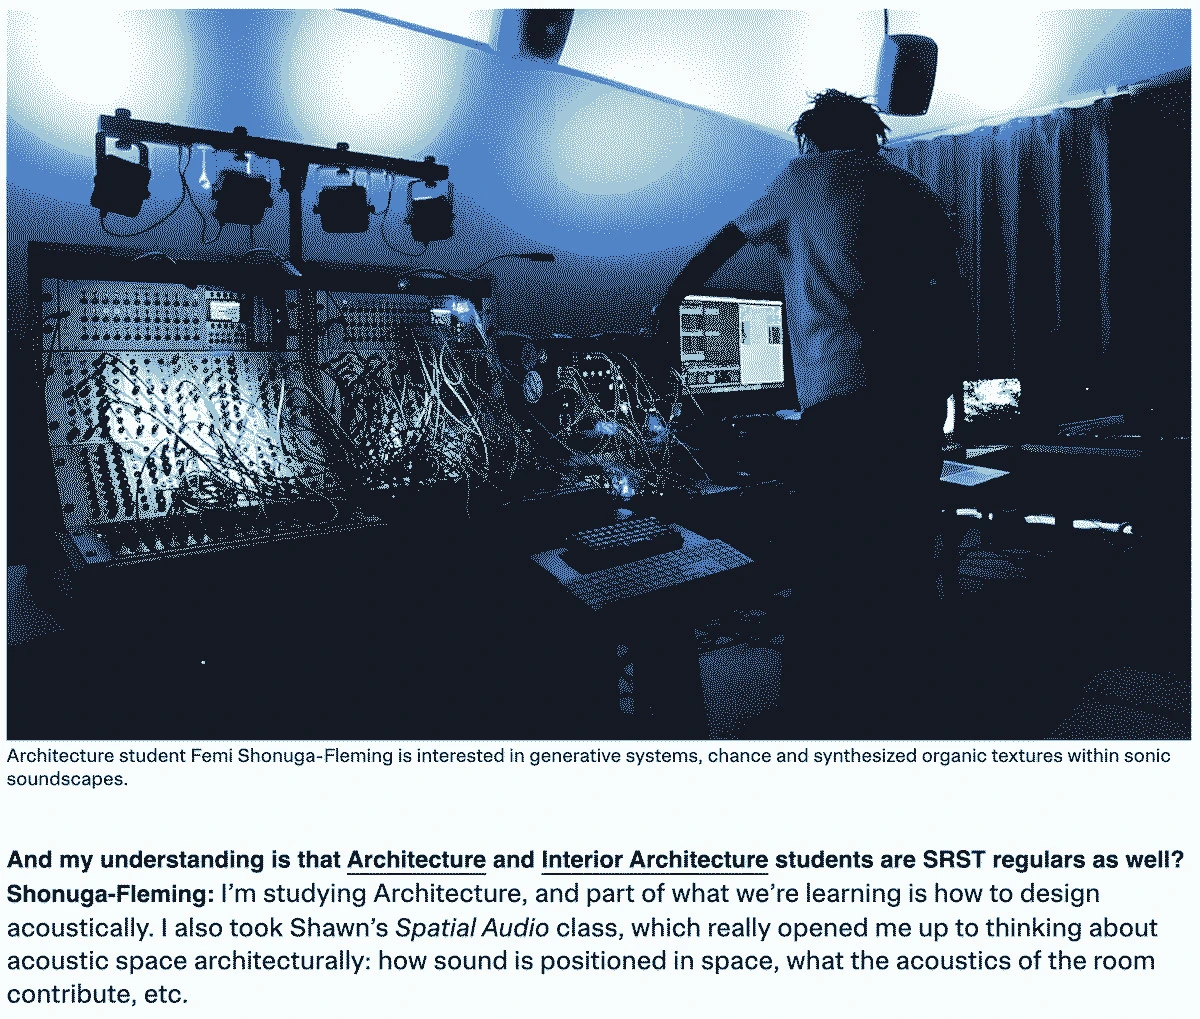 Architecture student Femi Shonuga-Fleming is interested in generative systems, chance and synthesized organic textures within sonic
soundscapes.
And my understanding is that Architecture and Interior Architecture students are SRST regulars as well?
Shonuga-Fleming: I’m studying Architecture, and part of what we’re learning is how to design
acoustically. I also took Shawn’s Spatial Audio class, which really opened me up to thinking about
acoustic space architecturally: how sound is positioned in space, what the acoustics of the room
contribute, etc.